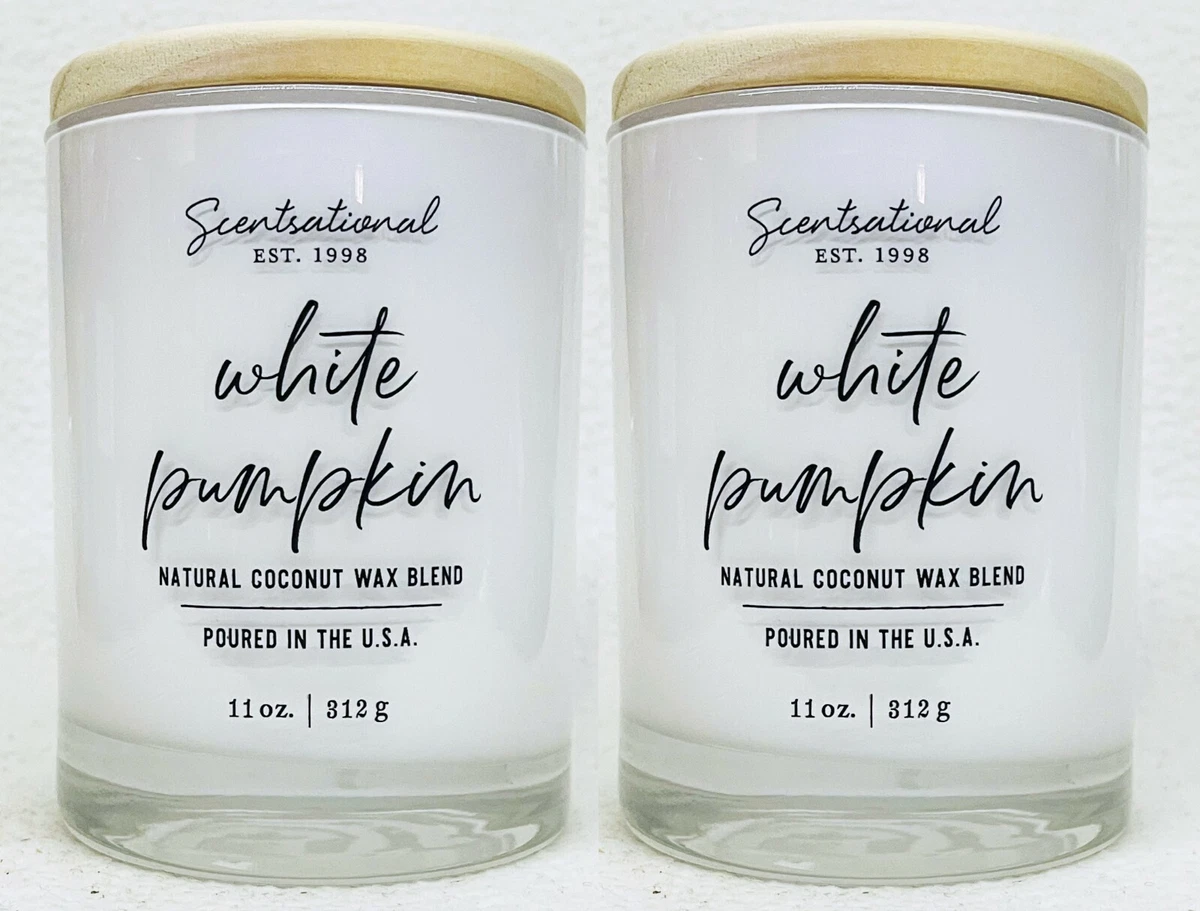 Scentsational
EST. 1998
white
pumpkin
NATURAL COCONUT WAX BLEND
POURED IN THE U.S.A.
11 oz. | 312 g
Scentsational
EST. 1998
white
pumpkin
NATURAL COCONUT WAX BLEND
POURED IN THE U.S.A.
11 oz. | 312 g